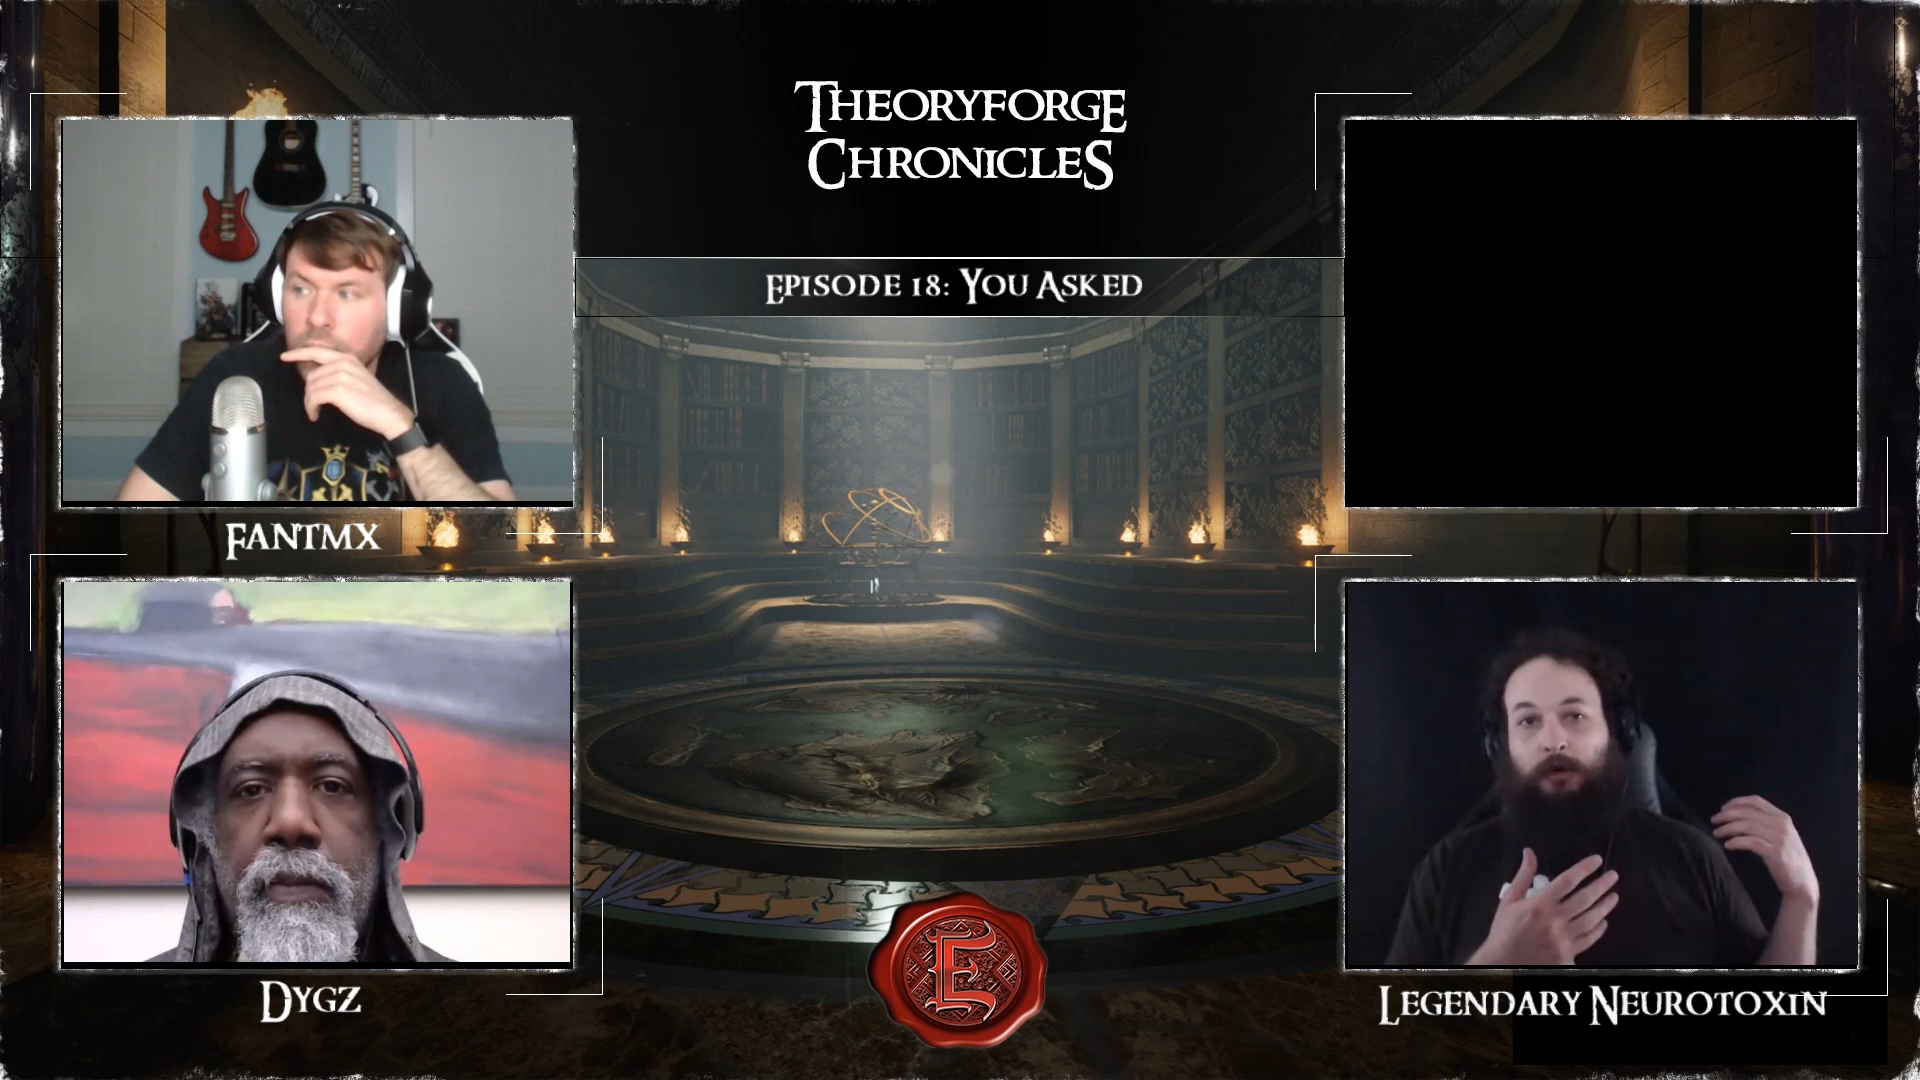 Theoryforge
Chronicles
Episode 18: You Asked
Fantmx
Dygz
Legendary Neurotoxin
E